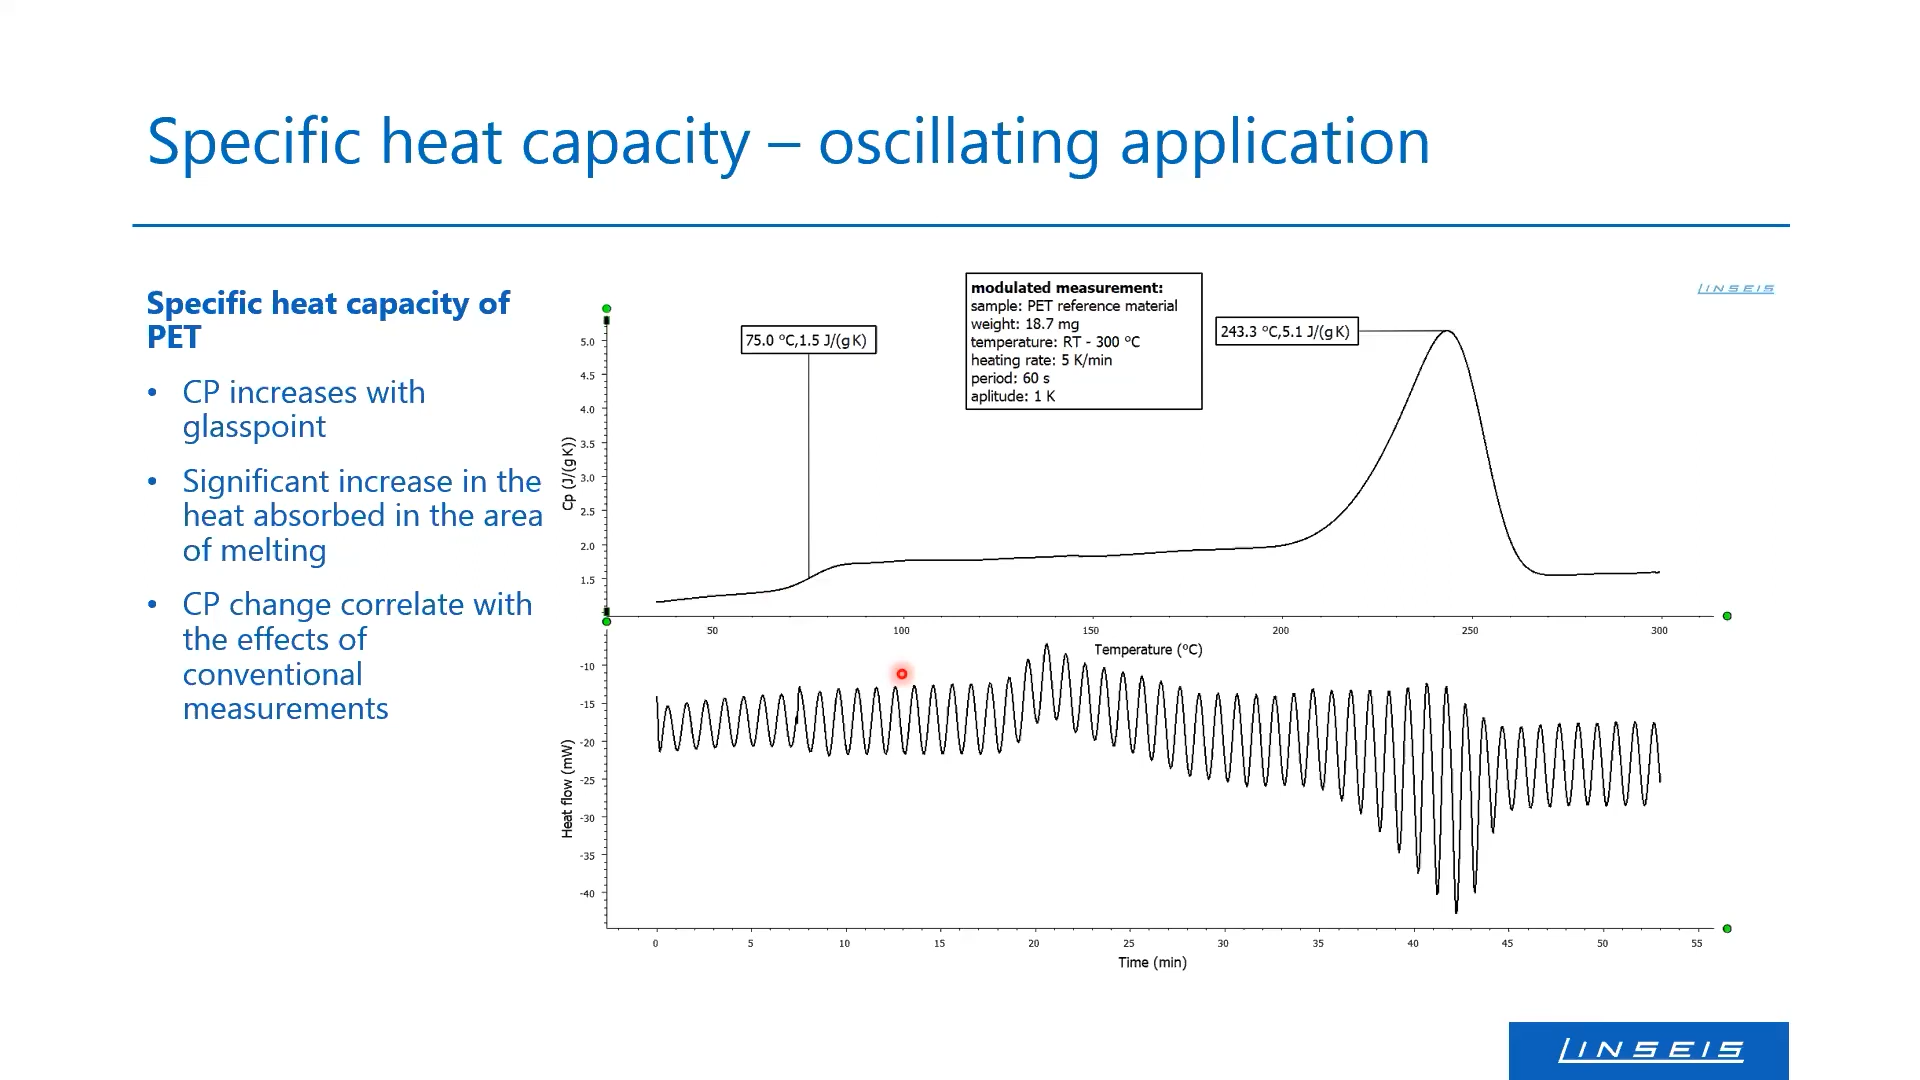 Specific heat capacity – oscillating application
Specific heat capacity of
PET
• CP increases with
glasspoint
• Significant increase in the
heat absorbed in the area
of melting
• CP change correlate with
the effects of
conventional
measurements
modulated measurement:
sample: PET reference material
weight: 18.7 mg
temperature: RT - 300 °C
heating rate: 5 K/min
period: 60 s
aplitude: 1 K
LINSEIS
75.0 °C,1.5 J/(gK)
243.3 °C,5.1 J/(gK)
Cp (J/(gK))
5.0
4.5
4.0
3.5
3.0
2.5
2.0
1.5
50 100 150 200 250 300
Temperature (°C)
Heat flow (mW)
-10
-15
-20
-25
-30
-35
-40
0 5 10 15 20 25 30 35 40 45 50 55
Time (min)
LINSEIS